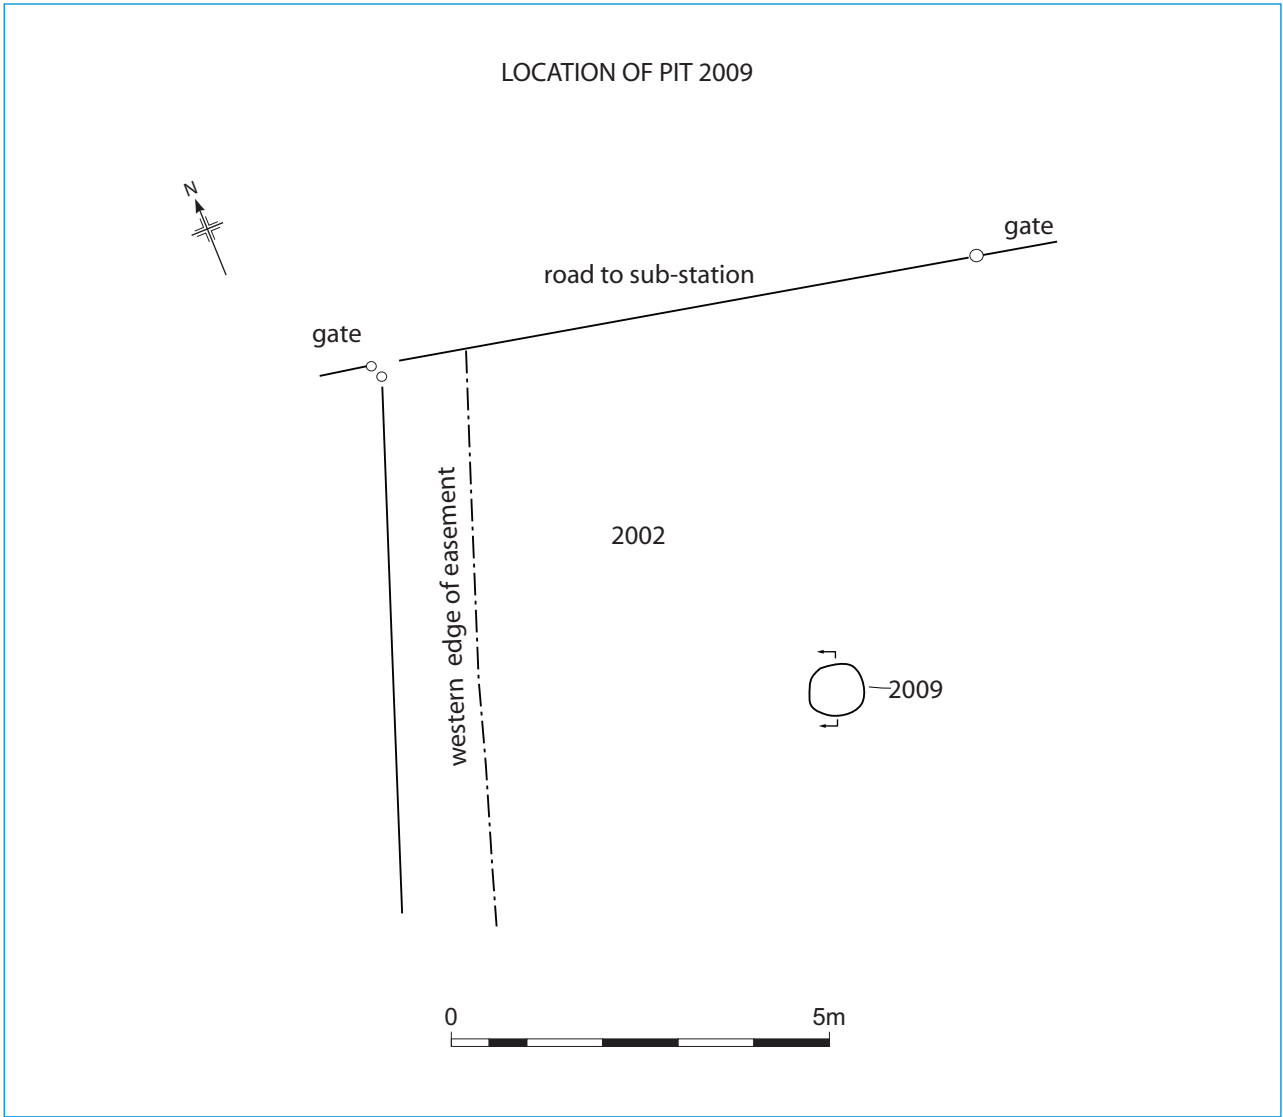 LOCATION OF PIT 2009
N
gate
road to sub-station
gate
western edge of easement
2002
2009
0 5m